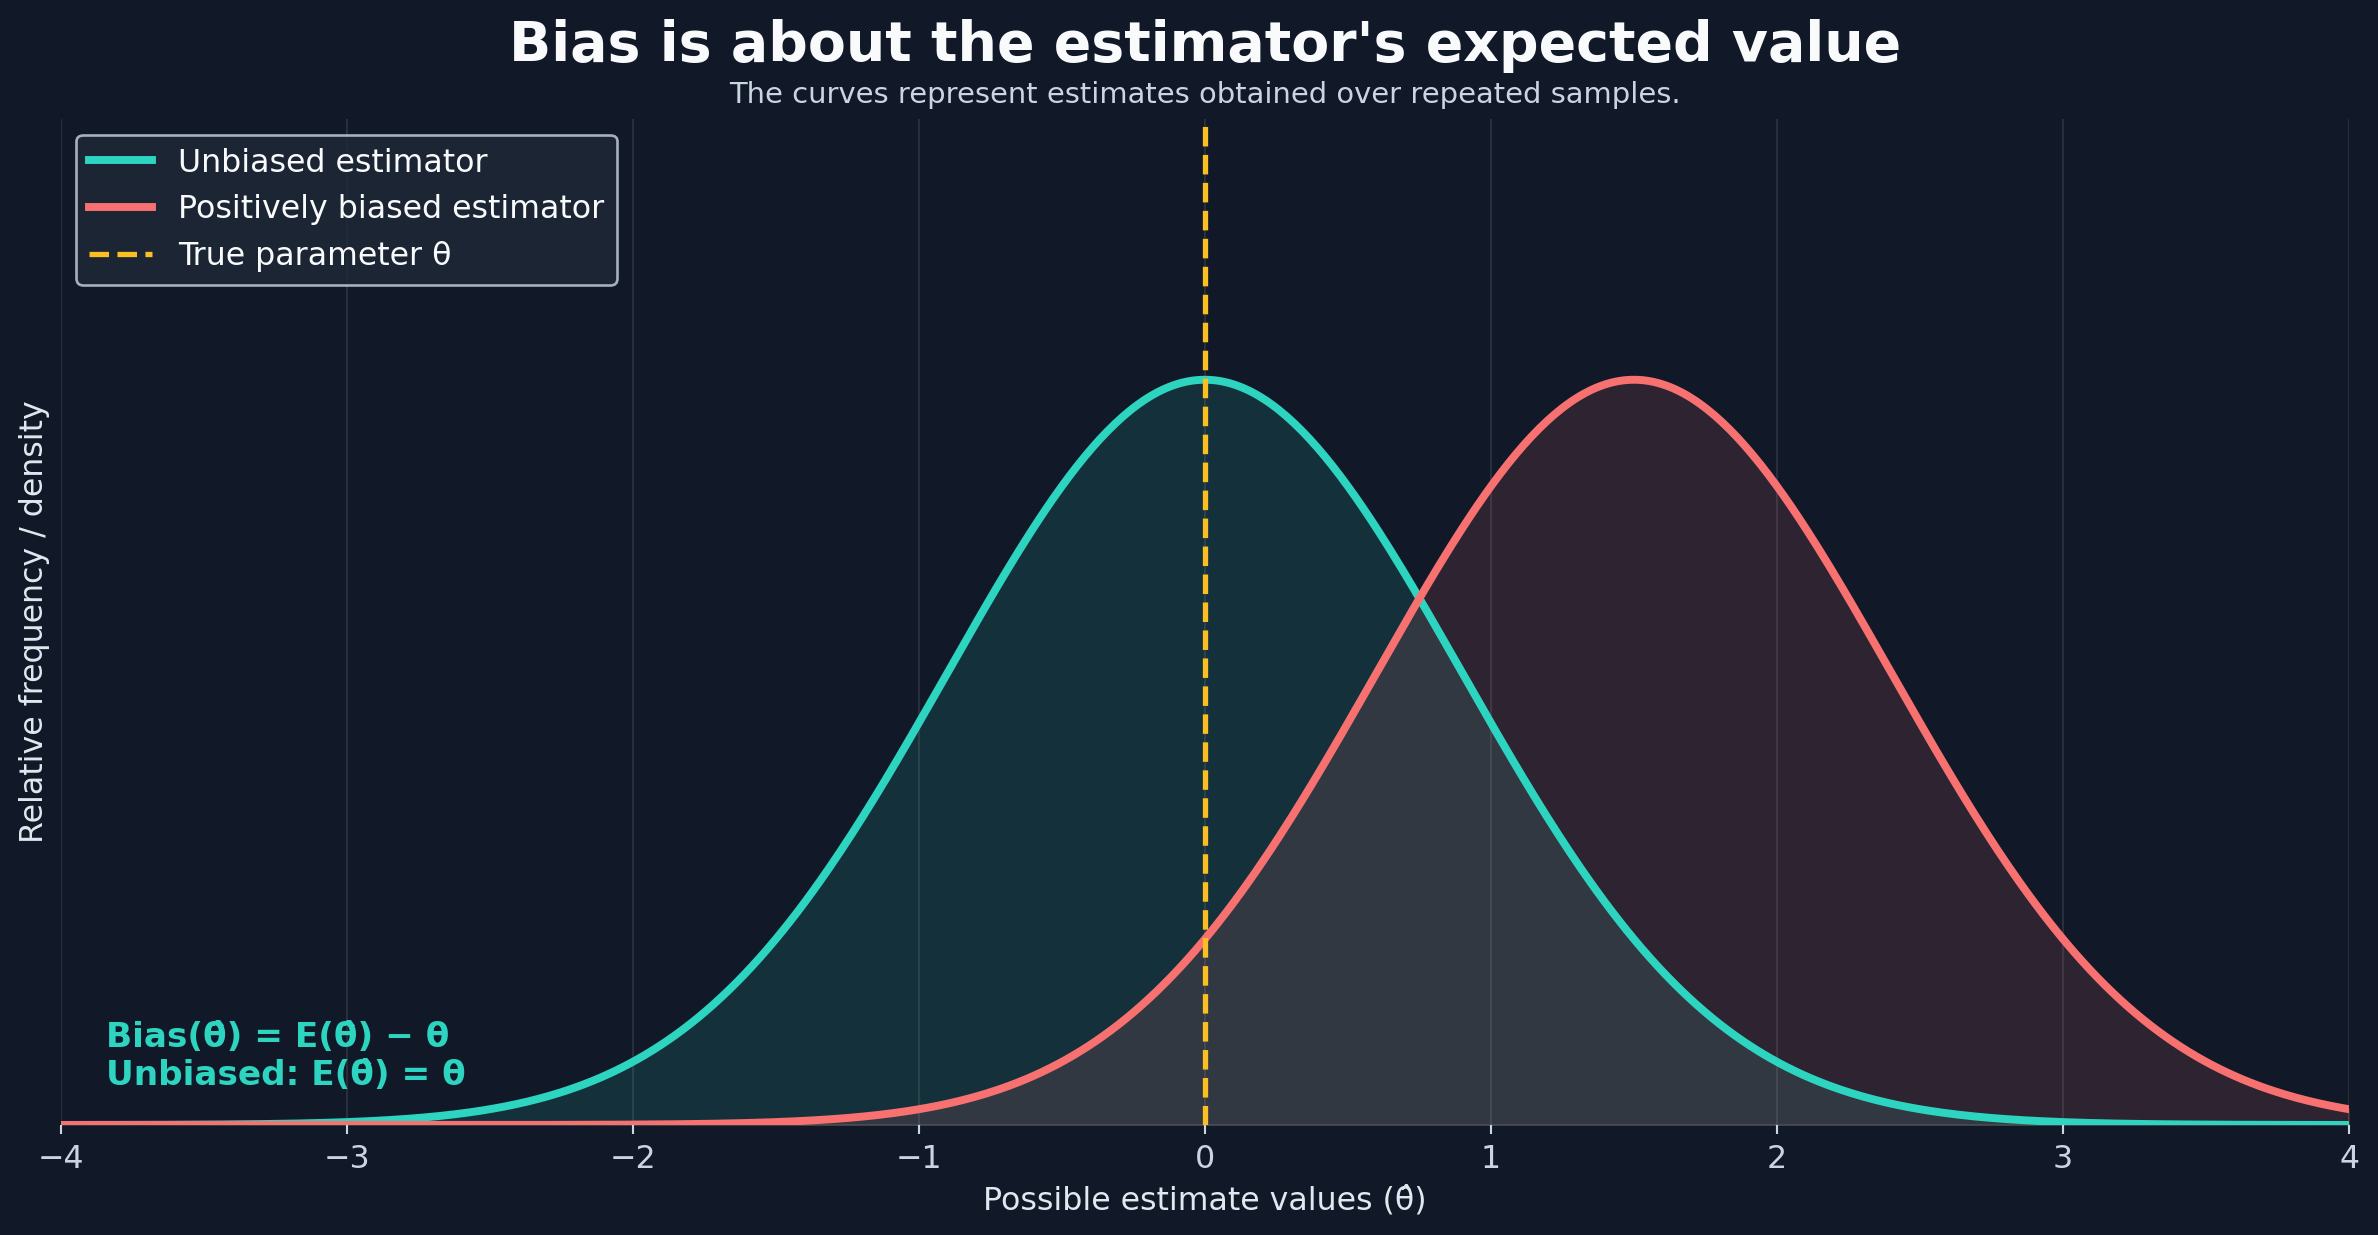 Bias is about the estimator's expected value
The curves represent estimates obtained over repeated samples.
Unbiased estimator
Positively biased estimator
True parameter θ
Relative frequency / density
Bias(θ̂) = E(θ̂) − θ
Unbiased: E(θ̂) = θ
−4 −3 −2 −1 0 1 2 3 4
Possible estimate values (θ̂)